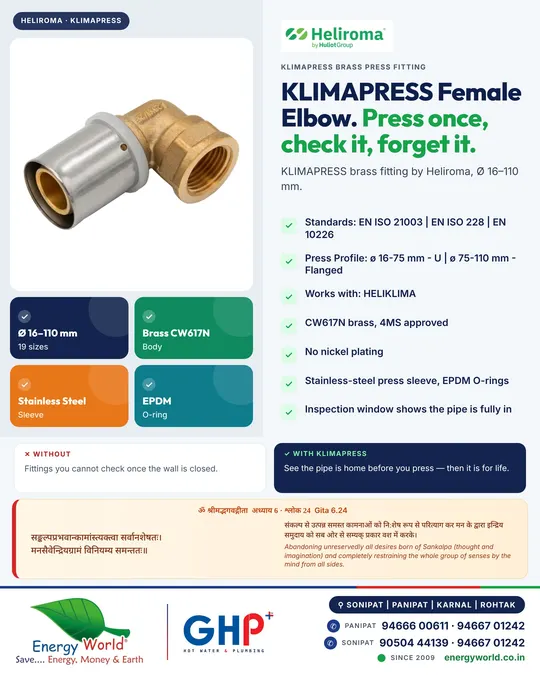 HELIROMA · KLIMAPRESS
Heliroma®
by HuliotGroup
KLIMAPRESS BRASS PRESS FITTING
KLIMAPRESS Female
Elbow. Press once,
check it, forget it.
KLIMAPRESS brass fitting by Heliroma, Ø 16–110
mm.
Standards: EN ISO 21003 | EN ISO 228 | EN
10226
Press Profile: ø 16-75 mm - U | ø 75-110 mm -
Flanged
Works with: HELIKLIMA
CW617N brass, 4MS approved
No nickel plating
Stainless-steel press sleeve, EPDM O-rings
Inspection window shows the pipe is fully in
Ø 16–110 mm
19 sizes
Brass CW617N
Body
Stainless Steel
Sleeve
EPDM
O-ring
✕ WITHOUT
Fittings you cannot check once the wall is closed.
✓ WITH KLIMAPRESS
See the pipe is home before you press — then it is for life.
ॐ श्रीमद्भगवद्गीता अध्याय 6 · श्लोक 24 Gita 6.24
सङ्कल्पप्रभवान्कामांस्त्यक्त्वा सर्वानशेषतः।
मनसैवेन्द्रियग्रामं विनियम्य समन्ततः॥
संकल्प से उत्पन्न समस्त कामनाओं को नि:शेष रूप से परित्याग कर मन के द्वारा इन्द्रिय
समुदाय को सब ओर से सम्यक् प्रकार वश में करके।
Abandoning unreservedly all desires born of Sankalpa (thought and
imagination) and completely restraining the whole group of senses by the
mind from all sides.
Energy World®
Save.... Energy, Money & Earth
GHP+
HOT WATER & PLUMBING
SONIPAT | PANIPAT | KARNAL | ROHTAK
PANIPAT 94666 00611 · 94667 01242
SONIPAT 90504 44139 · 94667 01242
SINCE 2009 energyworld.co.in